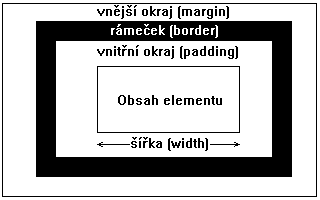 vnější okraj (margin)
rámeček (border)
vnitřní okraj (padding)
Obsah elementu
šířka (width)